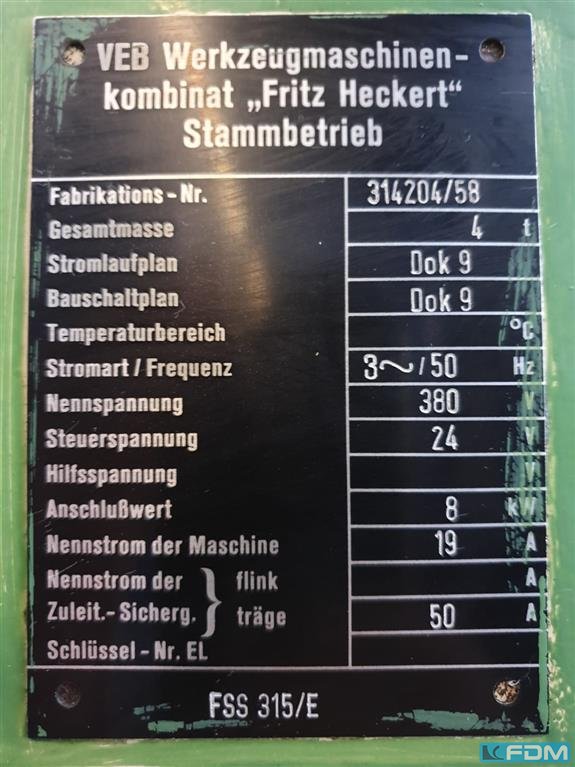 VEB Werkzeugmaschinen-
kombinat „Fritz Heckert“
Stammbetrieb
Fabrikations-Nr. 314204/58
Gesamtmasse 4 t
Stromlaufplan Dok 9
Bauschaltplan Dok 9
Temperaturbereich °C
Stromart/Frequenz 3~/50 Hz
Nennspannung 380 V
Steuerspannung 24 V
Hilfsspannung V
Anschlußwert 8 kW
Nennstrom der Maschine 19 A
Nennstrom der } flink A
Zuleit.-Sicherg. } träge 50 A
Schlüssel-Nr. EL
FSS 315/E
FDM